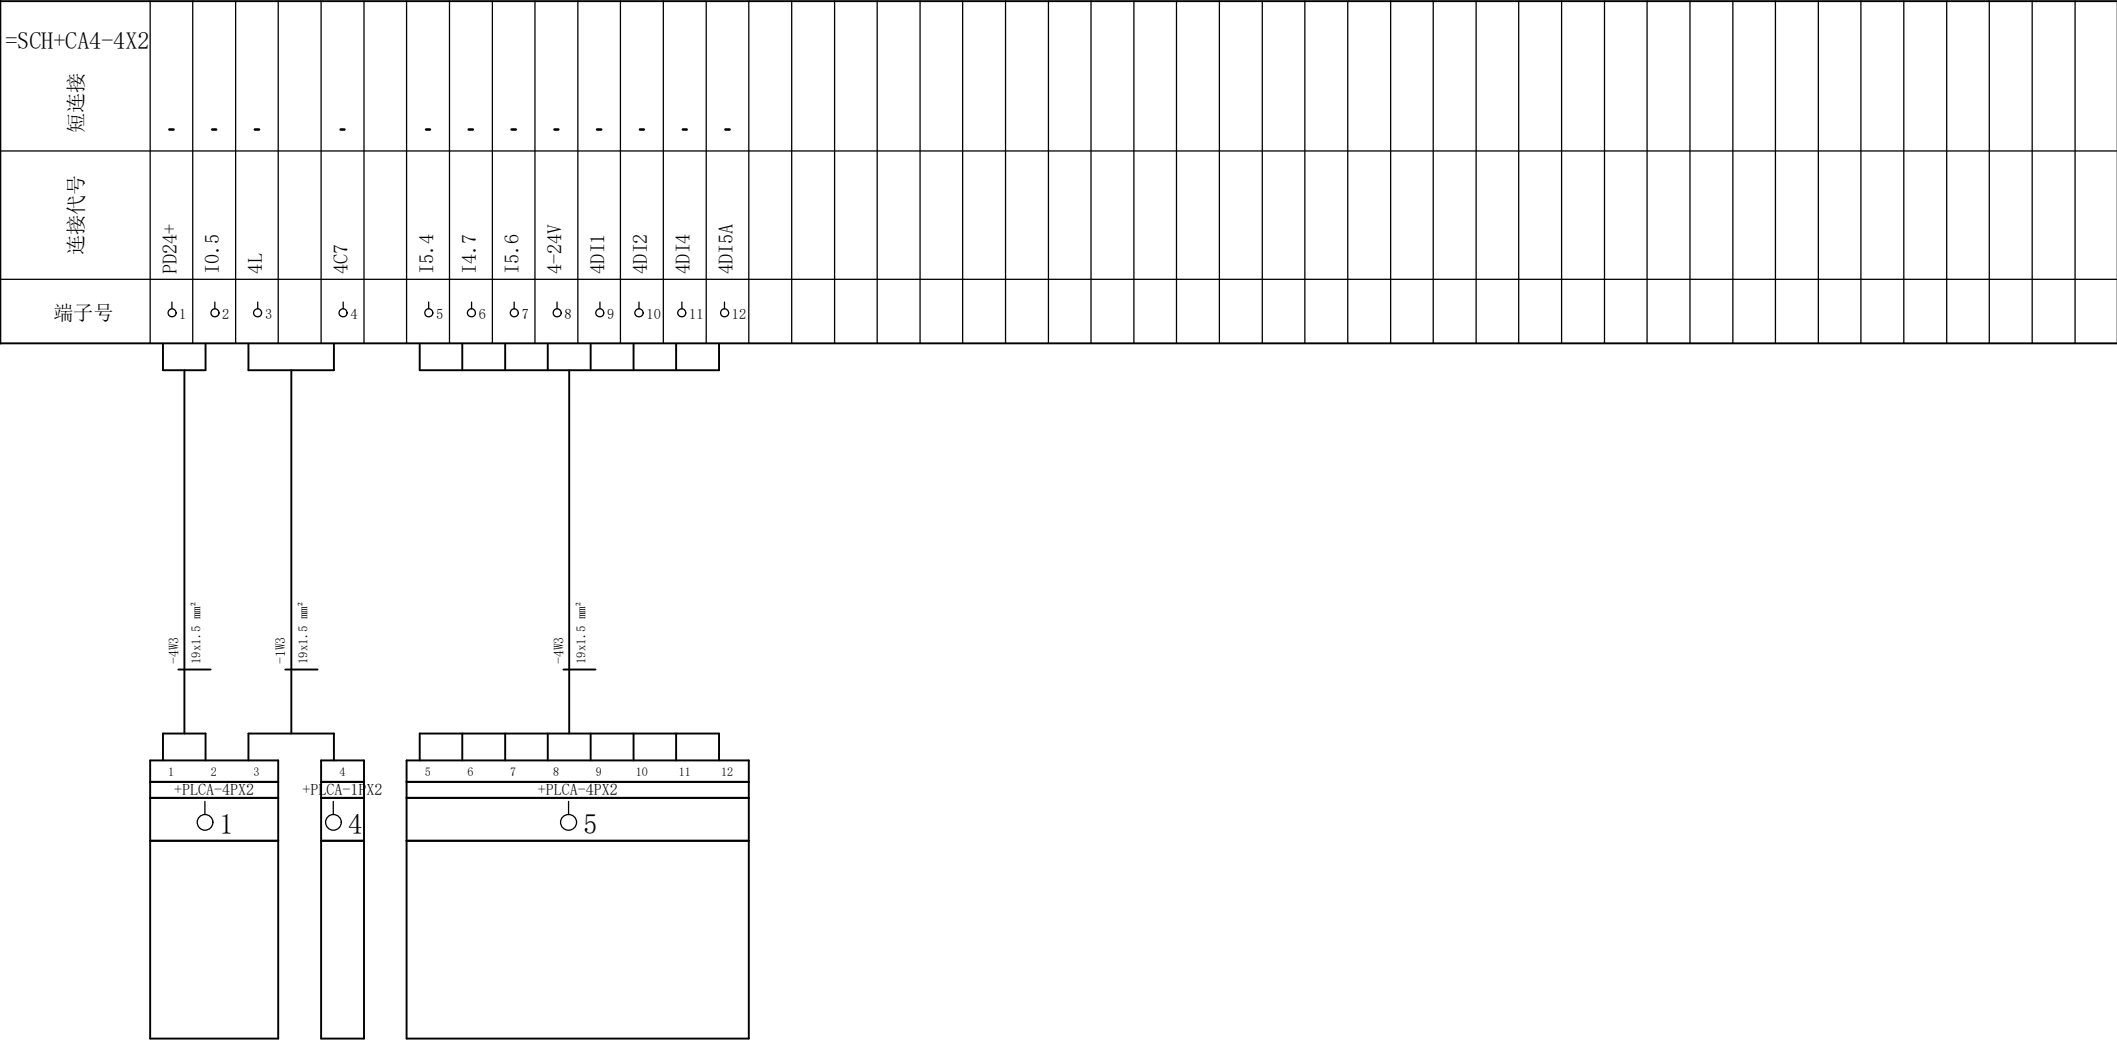 =SCH+CA4-4X2
短连接
- - - - - - - - - - - -
连接代号
PD24+
I0.5
4L
4C7
I5.4
I4.7
I5.6
4-24V
4DI1
4DI2
4DI4
4DI5A
端子号
1 2 3 4 5 6 7 8 9 10 11 12
-4W3
19x1.5 mm²
-1W3
19x1.5 mm²
-4W3
19x1.5 mm²
1 2 3 4 5 6 7 8 9 10 11 12
+PLCA-4PX2
+PLCA-1PX2
+PLCA-4PX2
1
4
5